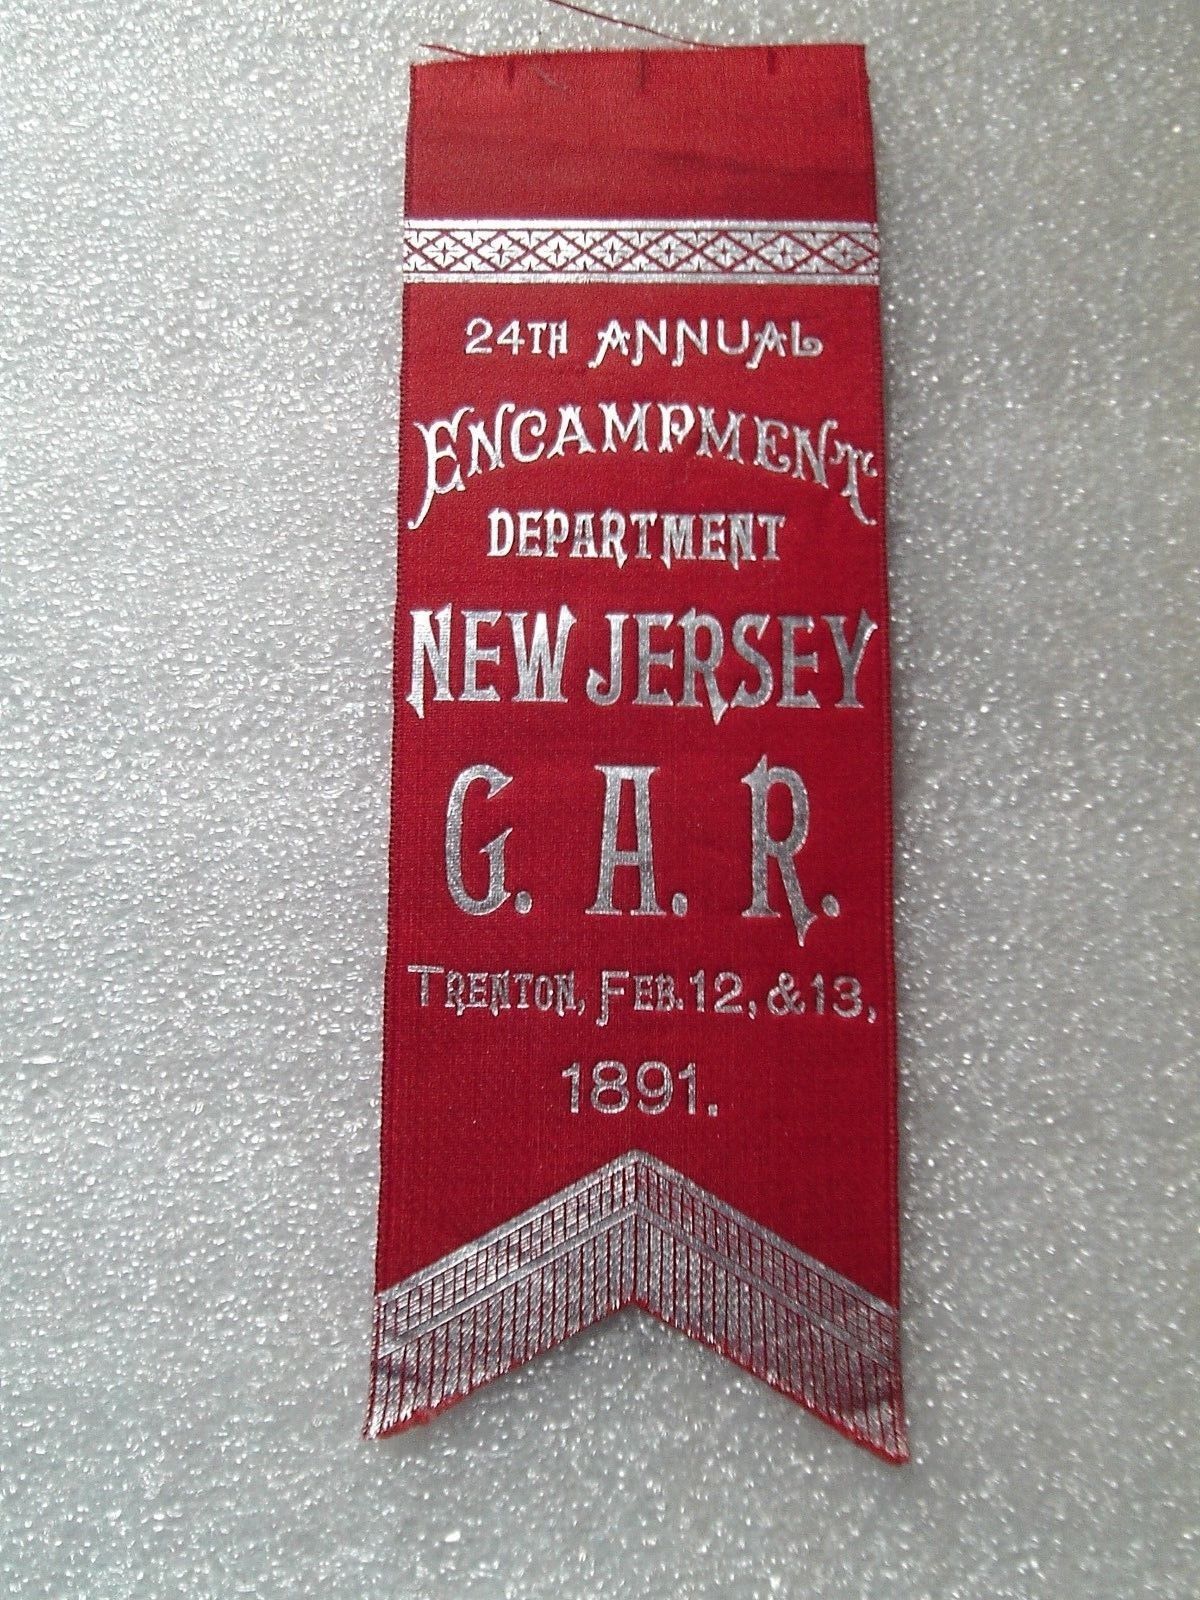 24TH ANNUAL
ENCAMPMENT
DEPARTMENT
NEW JERSEY
G. A. R.
TRENTON, FEB. 12, & 13,
1891.